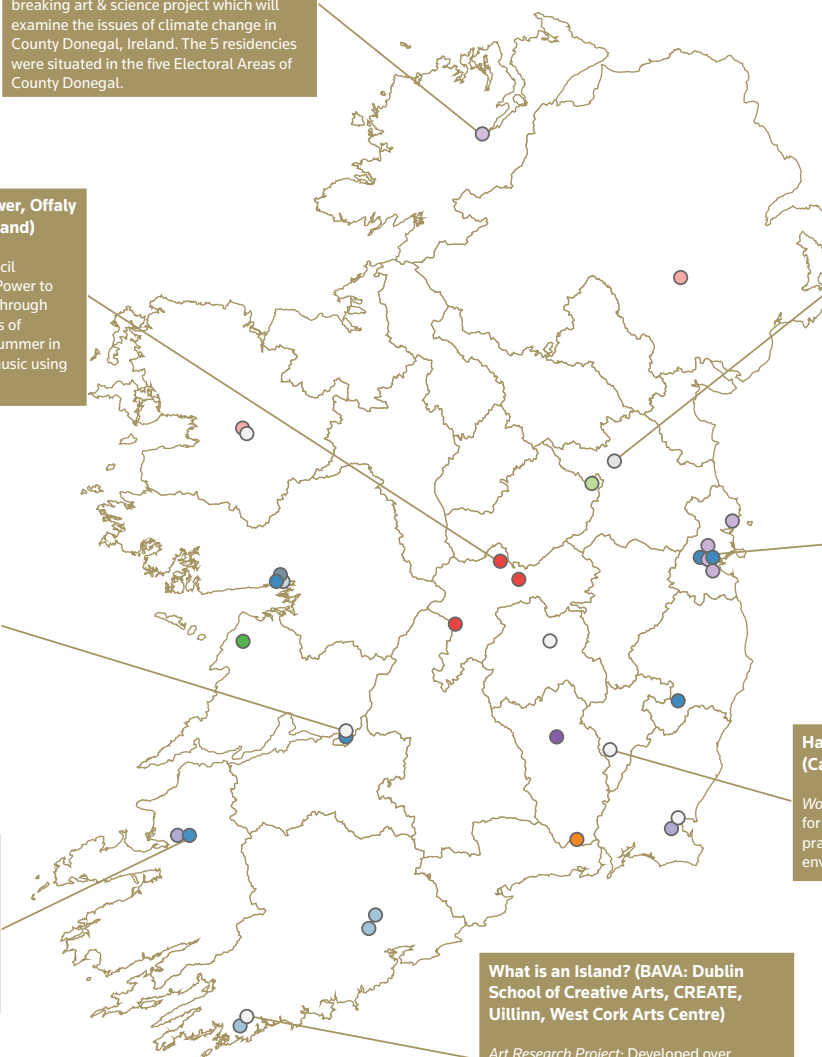 breaking art & science project which will
examine the issues of climate change in
County Donegal, Ireland. The 5 residencies
were situated in the five Electoral Areas of
County Donegal.
wer, Offaly
and)
cil
Power to
hrough
s of
ummer in
usic using
Ha
(Ca
Wo
for
pra
env
What is an Island? (BAVA: Dublin
School of Creative Arts, CREATE,
Uillinn, West Cork Arts Centre)
Art Research Project: Developed over